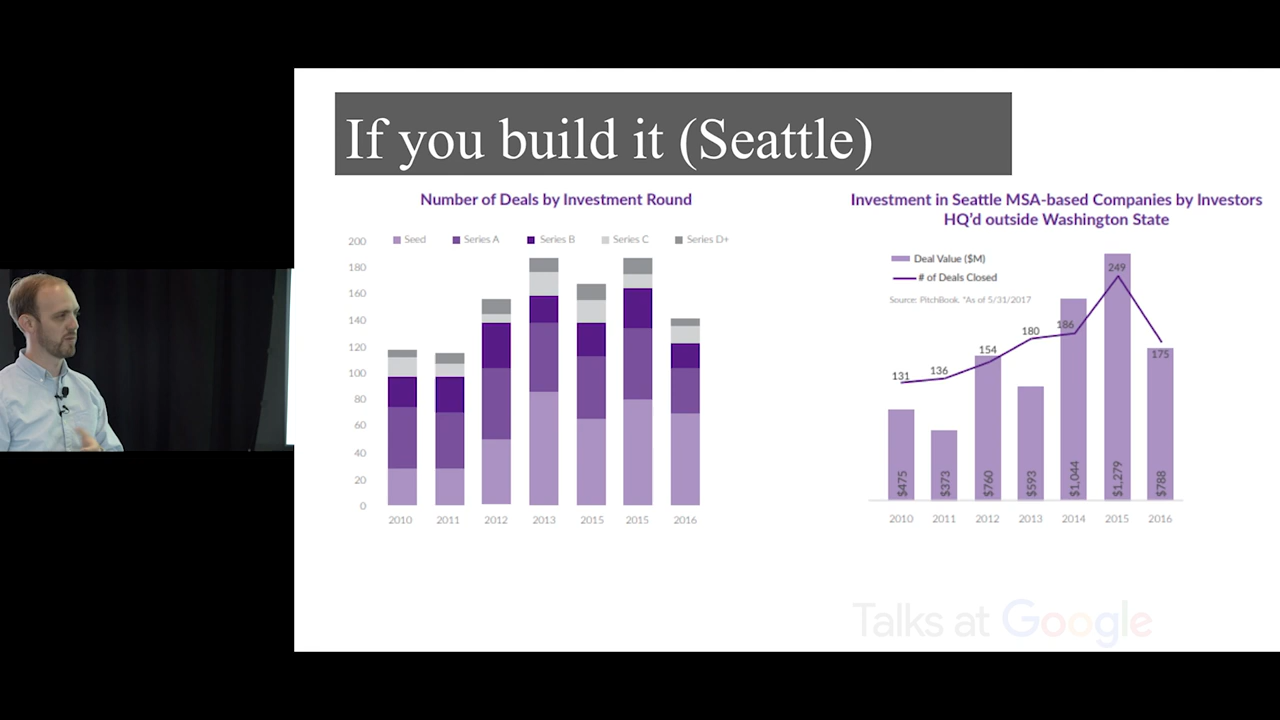 If you build it (Seattle)
Number of Deals by Investment Round
Seed Series A Series B Series C Series D+
200
180
160
140
120
100
80
60
40
20
0
2010 2011 2012 2013 2015 2015 2016
Investment in Seattle MSA-based Companies by Investors
HQ'd outside Washington State
Deal Value ($M)
# of Deals Closed
Source: PitchBook. *As of 5/31/2017
131 136 154 180 186 249 175
$475 $373 $760 $593 $1,044 $1,279 $788
2010 2011 2012 2013 2014 2015 2016
Talks at Google